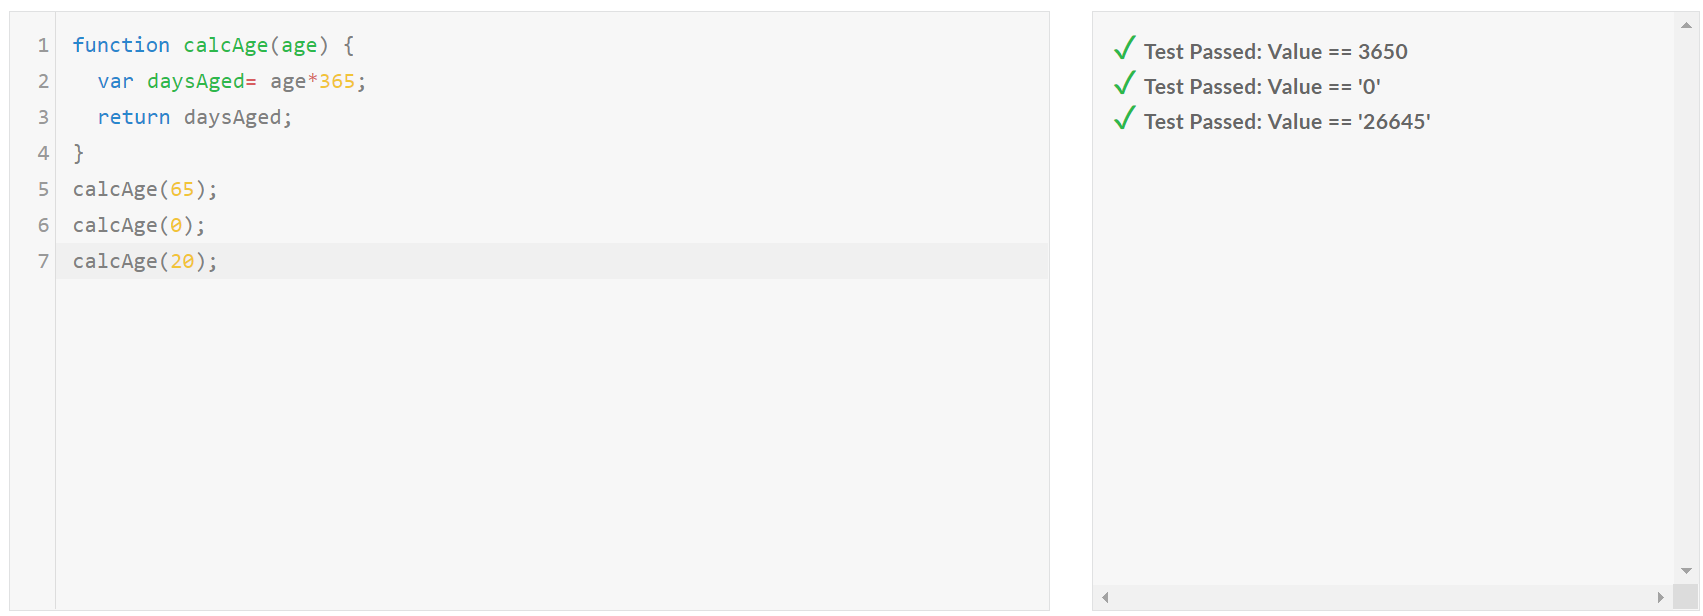 1 function calcAge(age) {
2 var daysAged= age*365;
3 return daysAged;
4 }
5 calcAge(65);
6 calcAge(0);
7 calcAge(20);
✓ Test Passed: Value == 3650
✓ Test Passed: Value == '0'
✓ Test Passed: Value == '26645'